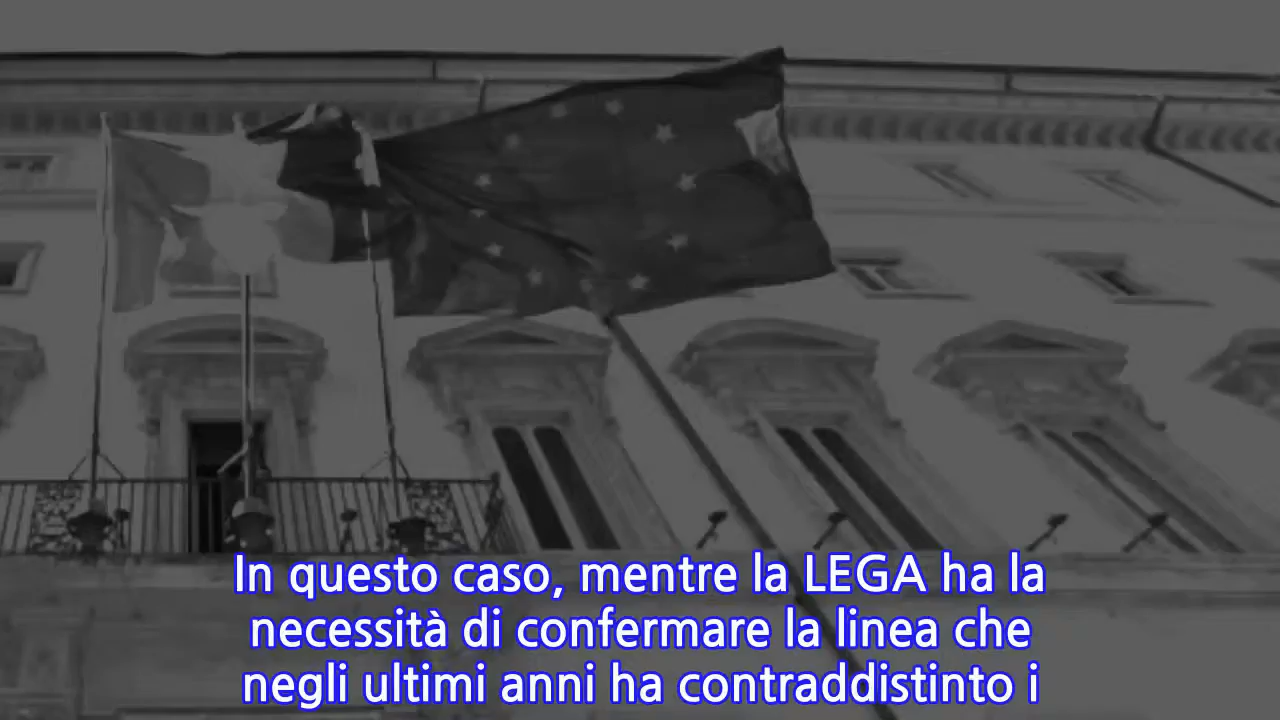 In questo caso, mentre la LEGA ha la
necessità di confermare la linea che
negli ultimi anni ha contraddistinto i